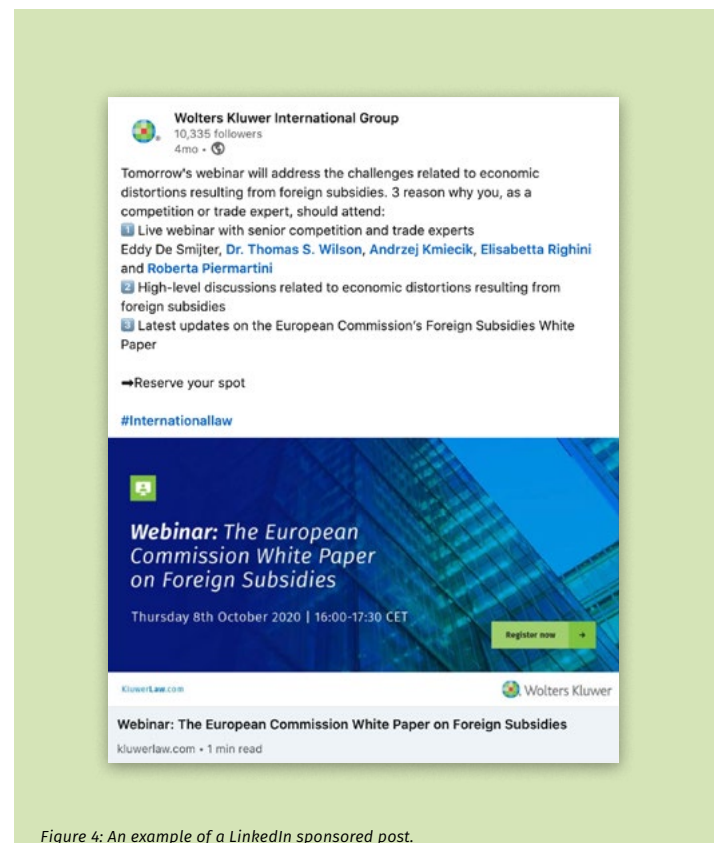 Wolters Kluwer International Group
10,335 followers
4mo •
Tomorrow's webinar will address the challenges related to economic
distortions resulting from foreign subsidies. 3 reason why you, as a
competition or trade expert, should attend:
1️⃣ Live webinar with senior competition and trade experts
Eddy De Smijter, Dr. Thomas S. Wilson, Andrzej Kmiecik, Elisabetta Righini
and Roberta Piermartini
2️⃣ High-level discussions related to economic distortions resulting from
foreign subsidies
3️⃣ Latest updates on the European Commission's Foreign Subsidies White
Paper
➡Reserve your spot
#Internationallaw
Webinar: The European
Commission White Paper
on Foreign Subsidies
Thursday 8th October 2020 | 16:00-17:30 CET
Register now →
KluwerLaw.com
Wolters Kluwer
Webinar: The European Commission White Paper on Foreign Subsidies
kluwerlaw.com • 1 min read
Figure 4: An example of a LinkedIn sponsored post.